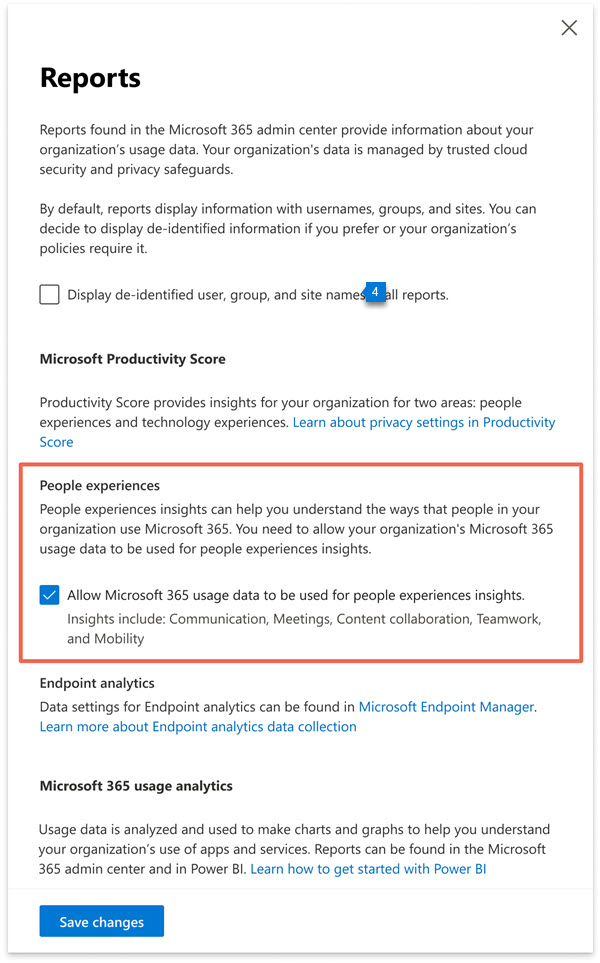 Reports
Reports found in the Microsoft 365 admin center provide information about your
organization’s usage data. Your organization's data is managed by trusted cloud
security and privacy safeguards.
By default, reports display information with usernames, groups, and sites. You can
decide to display de-identified information if you prefer or your organization’s
policies require it.
Display de-identified user, group, and site names 4 all reports.
Microsoft Productivity Score
Productivity Score provides insights for your organization for two areas: people
experiences and technology experiences. Learn about privacy settings in Productivity
Score
People experiences
People experiences insights can help you understand the ways that people in your
organization use Microsoft 365. You need to allow your organization's Microsoft 365
usage data to be used for people experiences insights.
Allow Microsoft 365 usage data to be used for people experiences insights.
Insights include: Communication, Meetings, Content collaboration, Teamwork,
and Mobility
Endpoint analytics
Data settings for Endpoint analytics can be found in Microsoft Endpoint Manager.
Learn more about Endpoint analytics data collection
Microsoft 365 usage analytics
Usage data is analyzed and used to make charts and graphs to help you understand
your organization’s use of apps and services. Reports can be found in the Microsoft
365 admin center and in Power BI. Learn how to get started with Power BI
Save changes